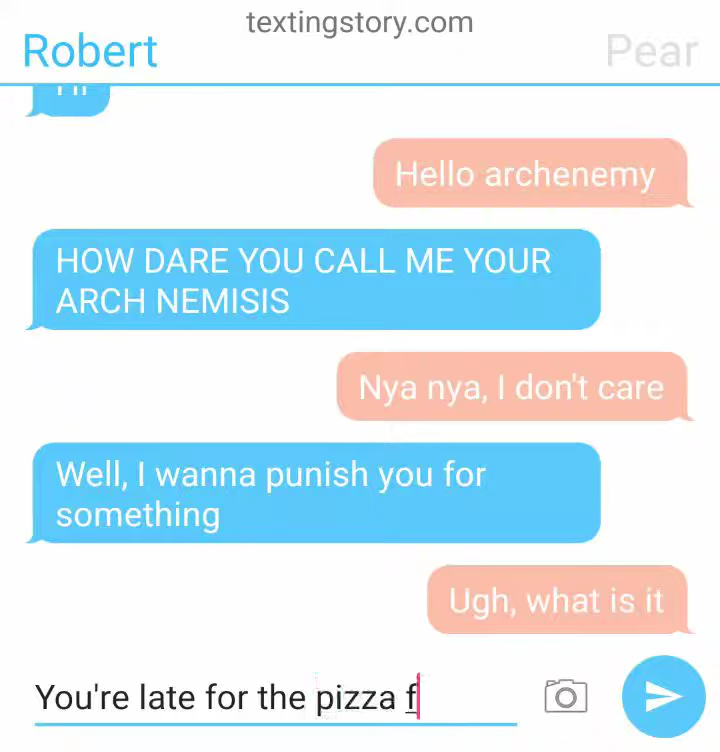 textingstory.com
Robert
Pear
Hello archenemy
HOW DARE YOU CALL ME YOUR
ARCH NEMISIS
Nya nya, I don't care
Well, I wanna punish you for
something
Ugh, what is it
You're late for the pizza f